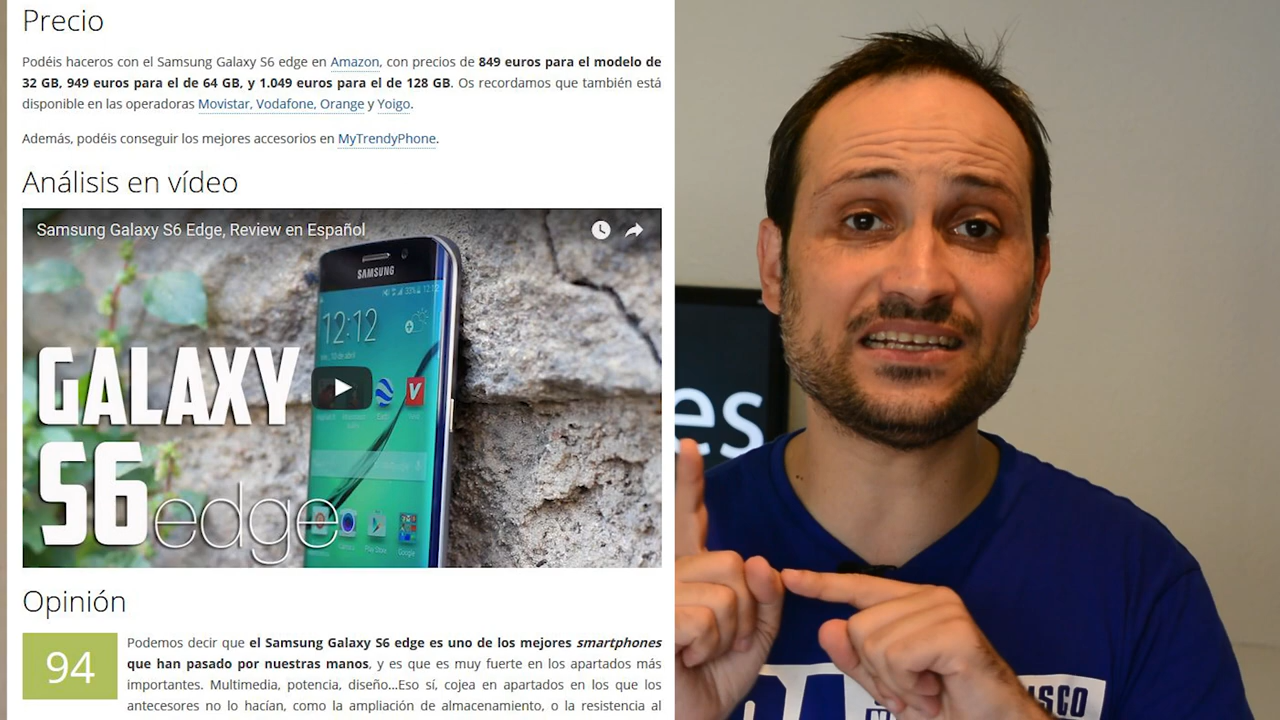 Precio
Podéis haceros con el Samsung Galaxy S6 edge en Amazon, con precios de 849 euros para el modelo de
32 GB, 949 euros para el de 64 GB, y 1.049 euros para el de 128 GB. Os recordamos que también está
disponible en las operadoras Movistar, Vodafone, Orange y Yoigo.
Además, podéis conseguir los mejores accesorios en MyTrendyPhone.
Análisis en vídeo
Samsung Galaxy S6 Edge, Review en Español
SAMSUNG
12:12
GALAXY
S6 edge
Opinión
94
Podemos decir que el Samsung Galaxy S6 edge es uno de los mejores smartphones
que han pasado por nuestras manos, y es que es muy fuerte en los apartados más
importantes. Multimedia, potencia, diseño...Eso sí, cojea en apartados en los que los
antecesores no lo hacían, como la ampliación de almacenamiento, o la resistencia al
es